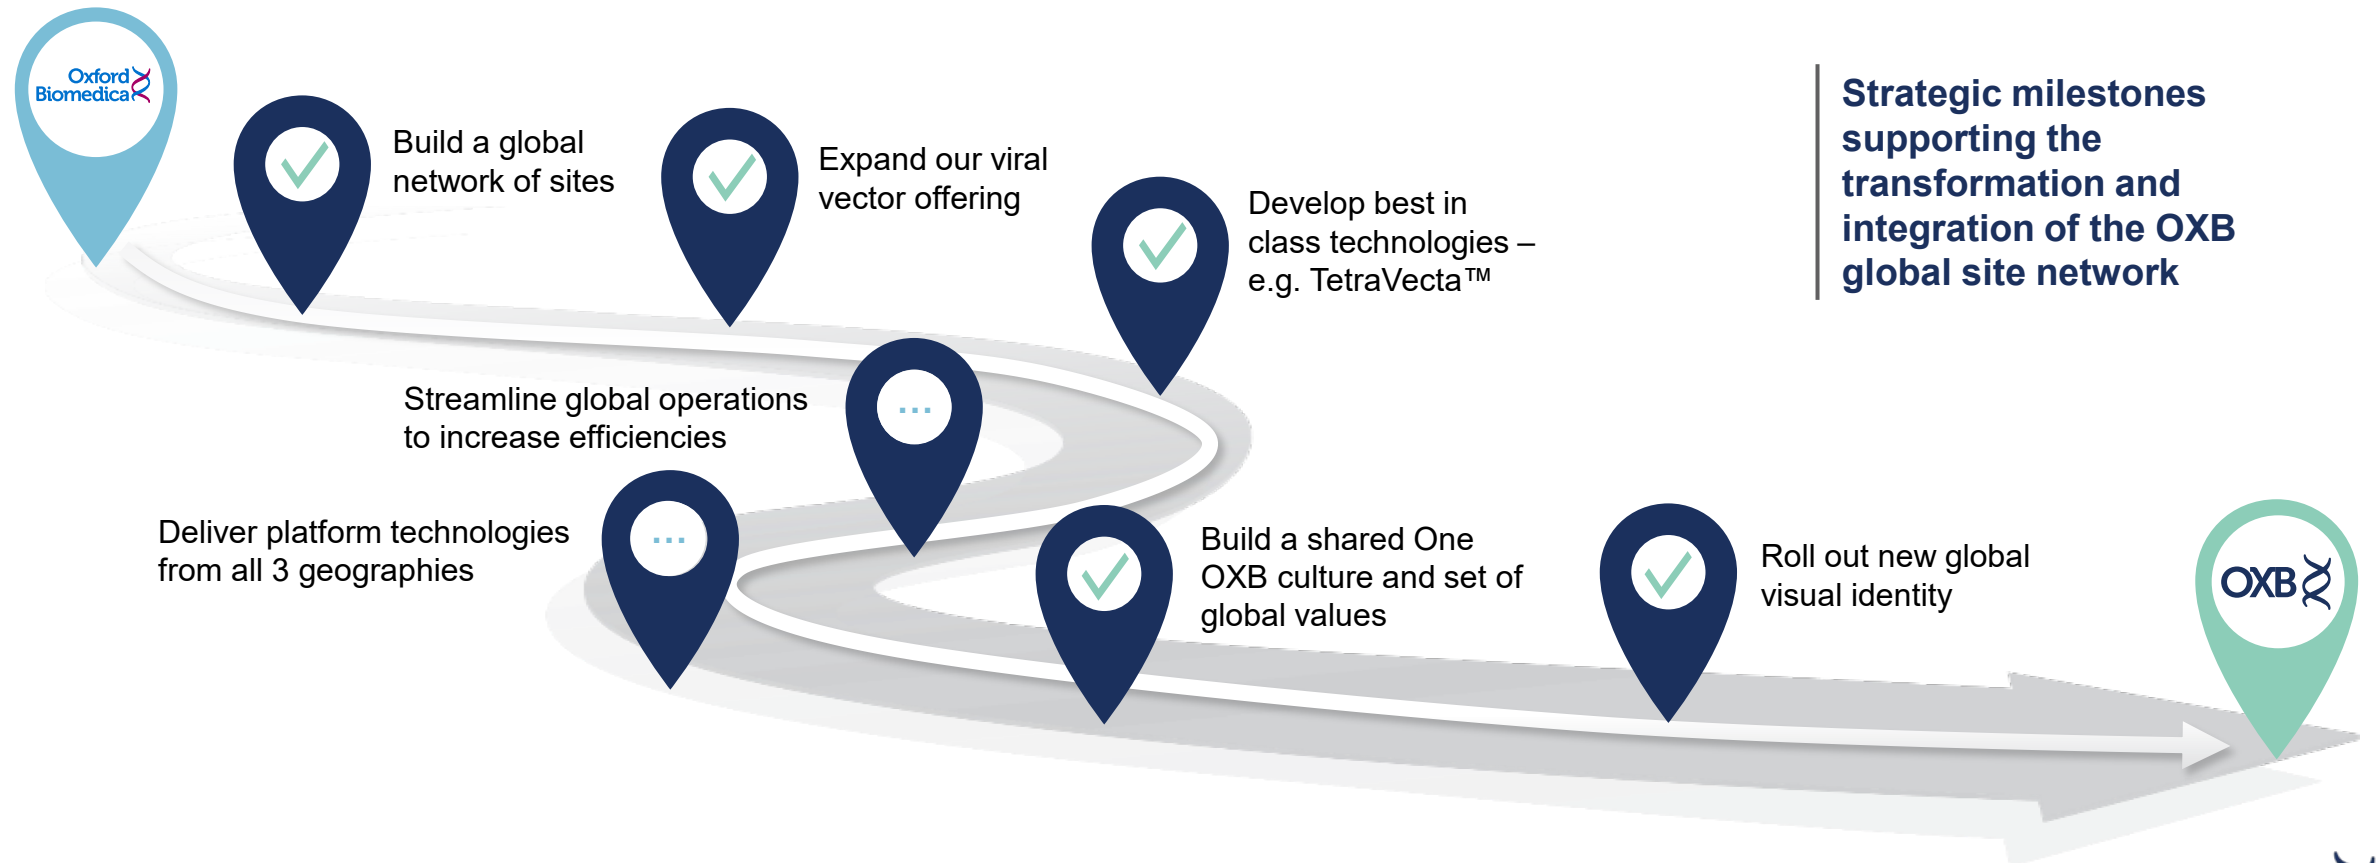 Oxford
Biomedica
Build a global
network of sites
Expand our viral
vector offering
Develop best in
class technologies –
e.g. TetraVecta™
Strategic milestones
supporting the
transformation and
integration of the OXB
global site network
Streamline global operations
to increase efficiencies
...
Deliver platform technologies
from all 3 geographies
...
Build a shared One
OXB culture and set of
global values
Roll out new global
visual identity
OXB